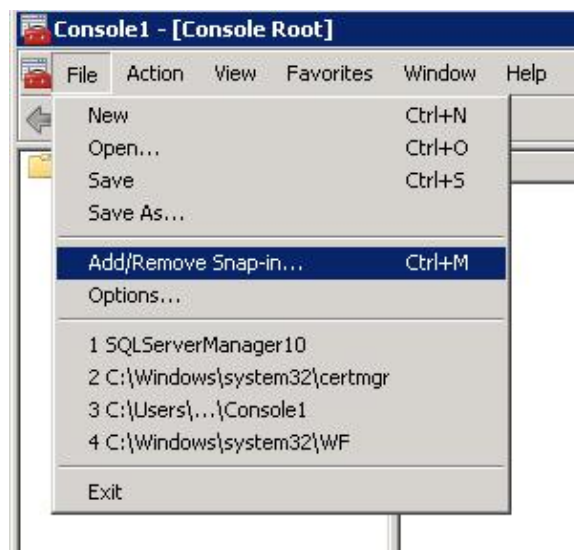 Console1 - [Console Root]
File Action View Favorites Window Help
New Ctrl+N
Open... Ctrl+O
Save Ctrl+S
Save As...
Add/Remove Snap-in... Ctrl+M
Options...
1 SQLServerManager10
2 C:\Windows\system32\certmgr
3 C:\Users\...\Console1
4 C:\Windows\system32\WF
Exit